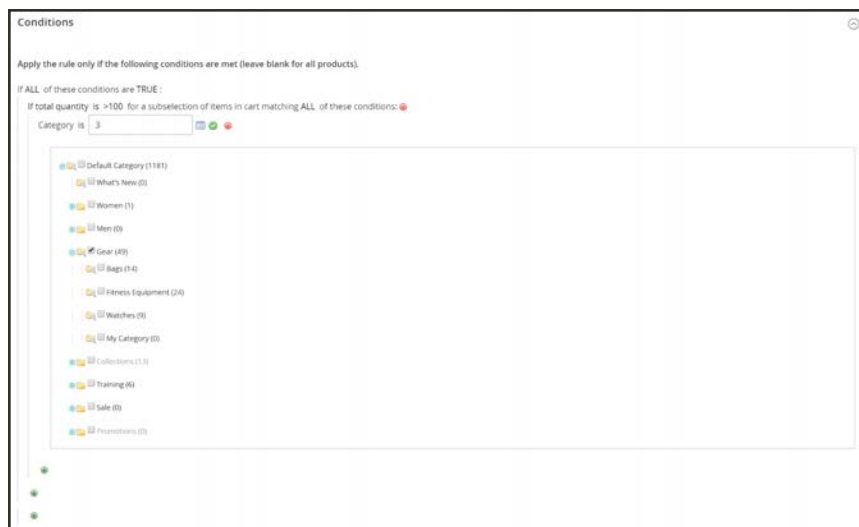 Conditions
Apply the rule only if the following conditions are met (leave blank for all products).
If ALL of these conditions are TRUE :
If total quantity is >100 for a subselection of items in cart matching ALL of these conditions:
Category is 3
Default Category (1181)
What's New (0)
Women (1)
Men (0)
Gear (49)
Bags (14)
Fitness Equipment (24)
Watches (9)
My Category (0)
Collections (13)
Training (6)
Sale (0)
Promotions (0)